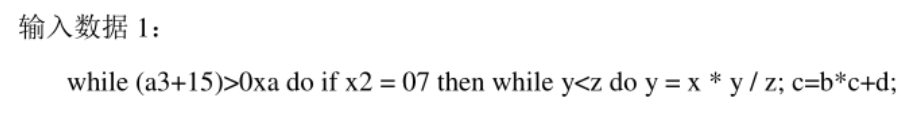 输入数据 1：
while (a3+15)>0xa do if x2 = 07 then while y<z do y = x * y / z; c=b*c+d;